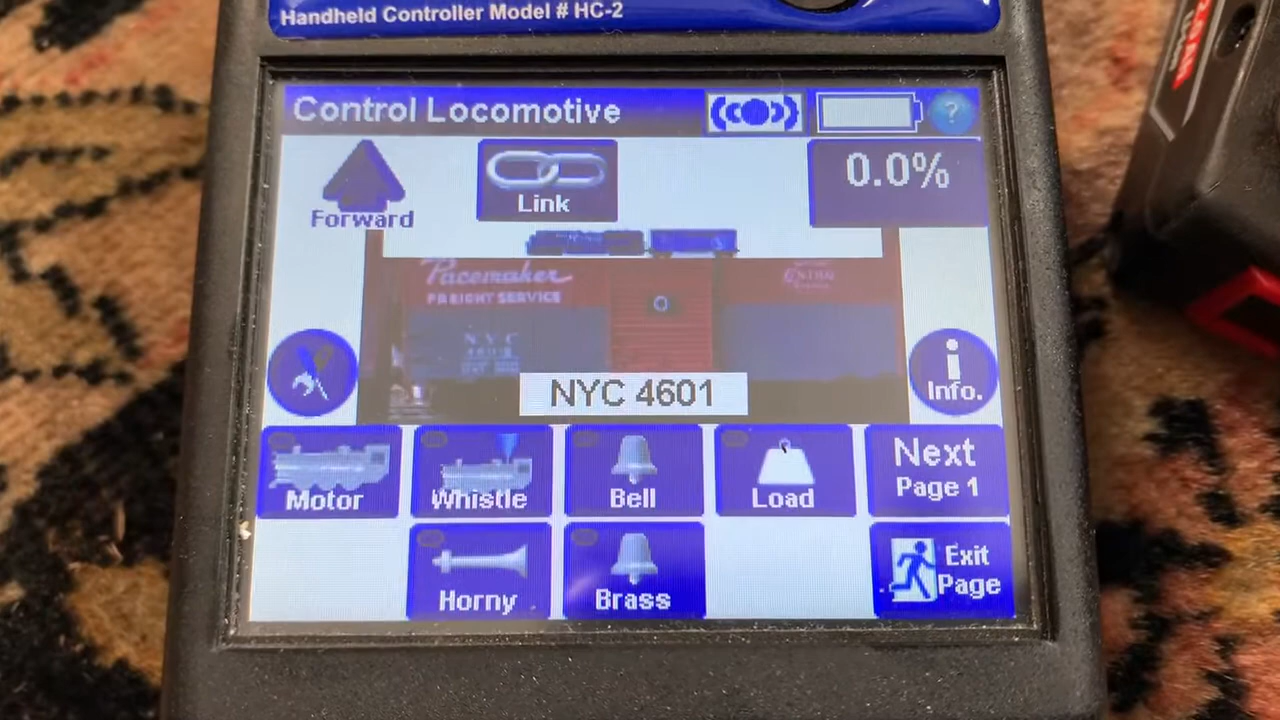 Handheld Controller Model # HC-2
Control Locomotive
?
0.0%
Forward
Link
Pacemaker
FREIGHT SERVICE
NYC
NYC 4601
Info.
Motor
Whistle
Bell
Load
Next
Page 1
Horny
Brass
Exit
Page